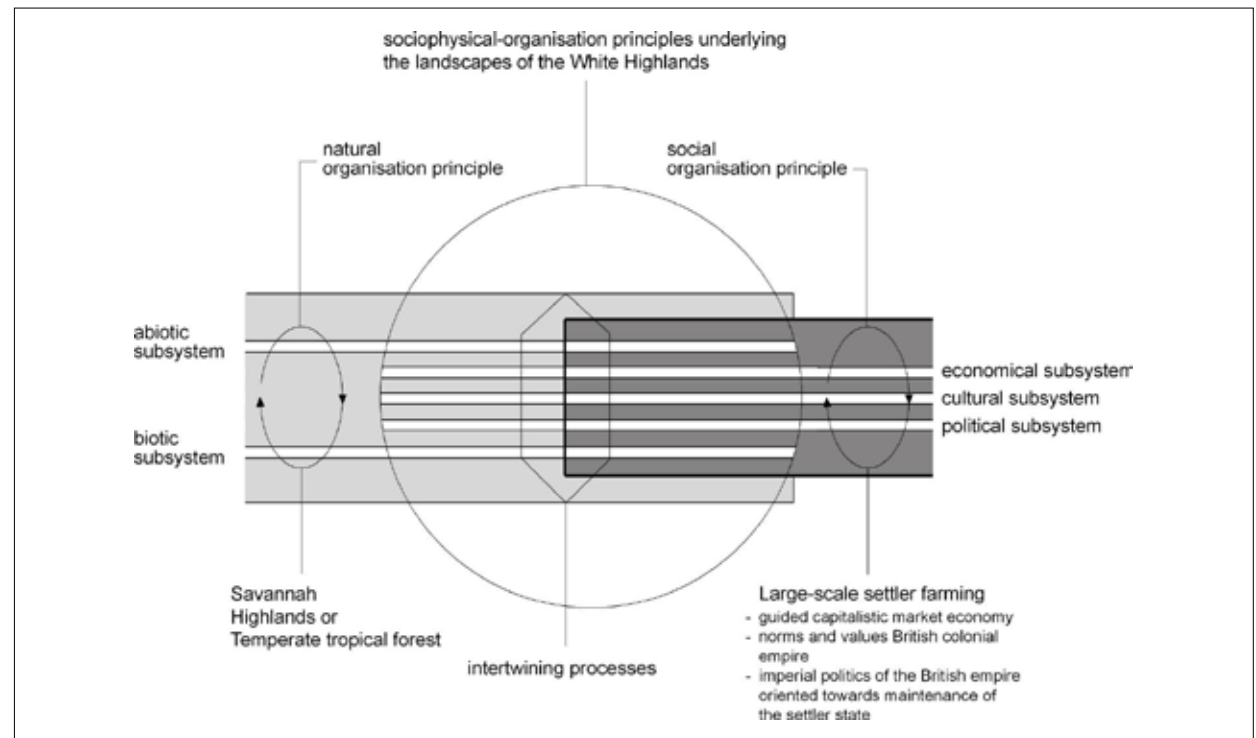 sociophysical-organisation principles underlying
the landscapes of the White Highlands
natural
organisation principle
social
organisation principle
abiotic
subsystem
biotic
subsystem
economical subsystem
cultural subsystem
political subsystem
Savannah
Highlands or
Temperate tropical forest
intertwining processes
Large-scale settler farming
- guided capitalistic market economy
- norms and values British colonial
empire
- imperial politics of the British empire
oriented towards maintenance of
the settler state